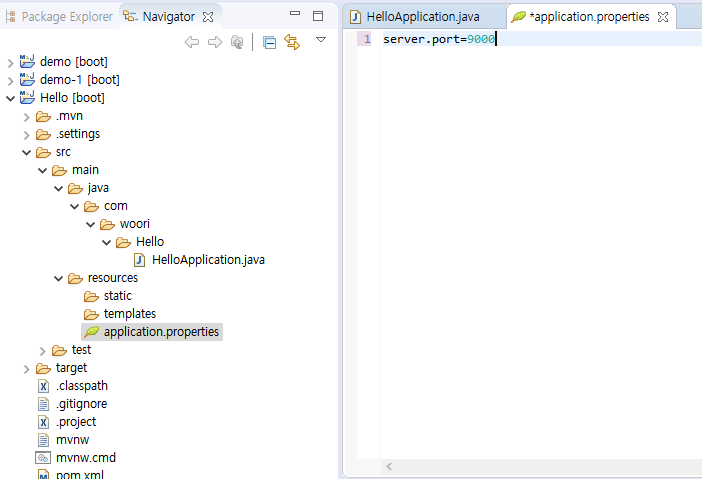 Package Explorer
Navigator
demo [boot]
demo-1 [boot]
Hello [boot]
.mvn
.settings
src
main
java
com
woori
Hello
HelloApplication.java
resources
static
templates
application.properties
test
target
.classpath
.gitignore
.project
mvnw
mvnw.cmd
pom.xml
HelloApplication.java
*application.properties
1 server.port=9000